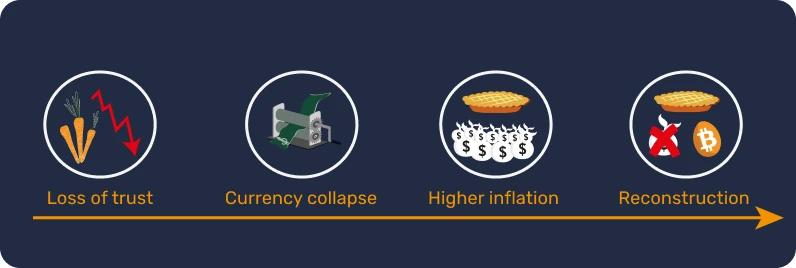 Loss of trust
Currency collapse
Higher inflation
Reconstruction